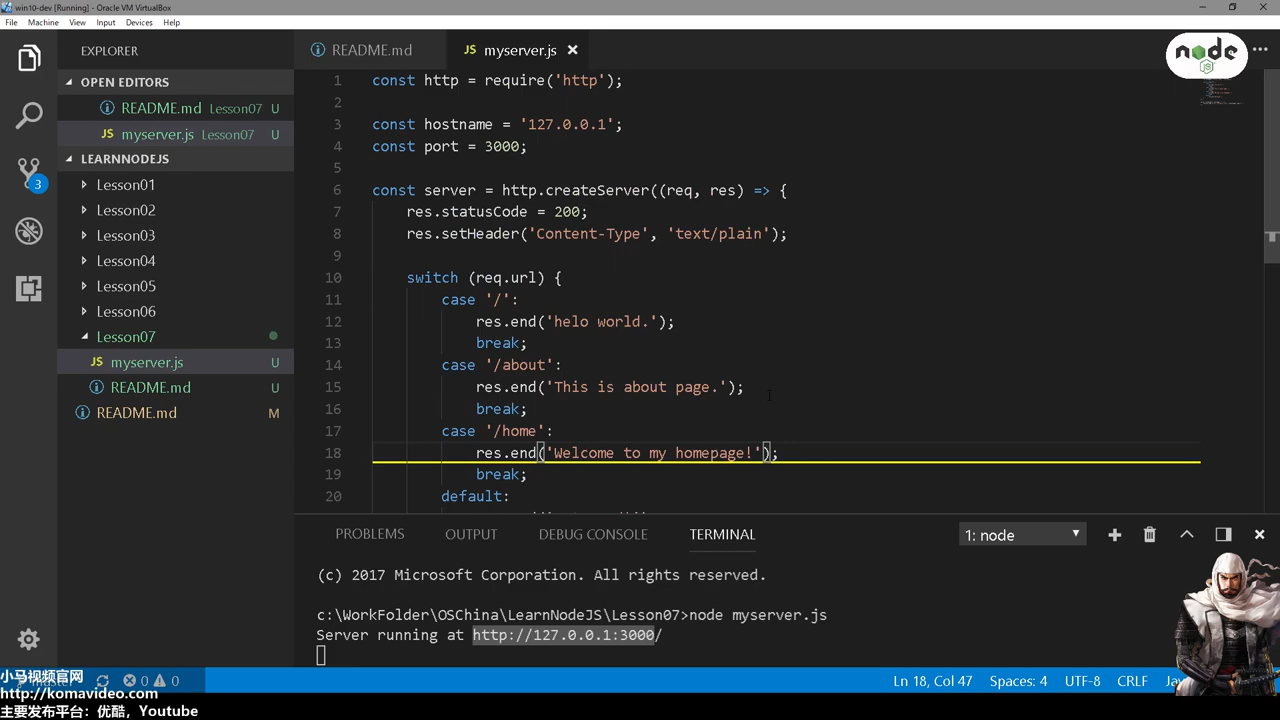 win10-dev [Running] - Oracle VM VirtualBox
File Machine View Input Devices Help
EXPLORER
OPEN EDITORS
README.md Lesson07 U
JS myserver.js Lesson07 U
LEARNNODEJS
Lesson01
Lesson02
Lesson03
Lesson04
Lesson05
Lesson06
Lesson07
JS myserver.js U
README.md U
README.md M
3
README.md JS myserver.js
node
JS
1 const http = require('http');
2
3 const hostname = '127.0.0.1';
4 const port = 3000;
5
6 const server = http.createServer((req, res) => {
7 res.statusCode = 200;
8 res.setHeader('Content-Type', 'text/plain');
9
10 switch (req.url) {
11 case '/':
12 res.end('helo world.');
13 break;
14 case '/about':
15 res.end('This is about page.');
16 break;
17 case '/home':
18 res.end('Welcome to my homepage!');
19 break;
20 default:
PROBLEMS OUTPUT DEBUG CONSOLE TERMINAL 1: node
(c) 2017 Microsoft Corporation. All rights reserved.
c:\WorkFolder\OSChina\LearnNodeJS\Lesson07>node myserver.js
Server running at http://127.0.0.1:3000/
0 0 Ln 18, Col 47 Spaces: 4 UTF-8 CRLF
小马视频官网
http://komavideo.com
主要发布平台：优酷，Youtube